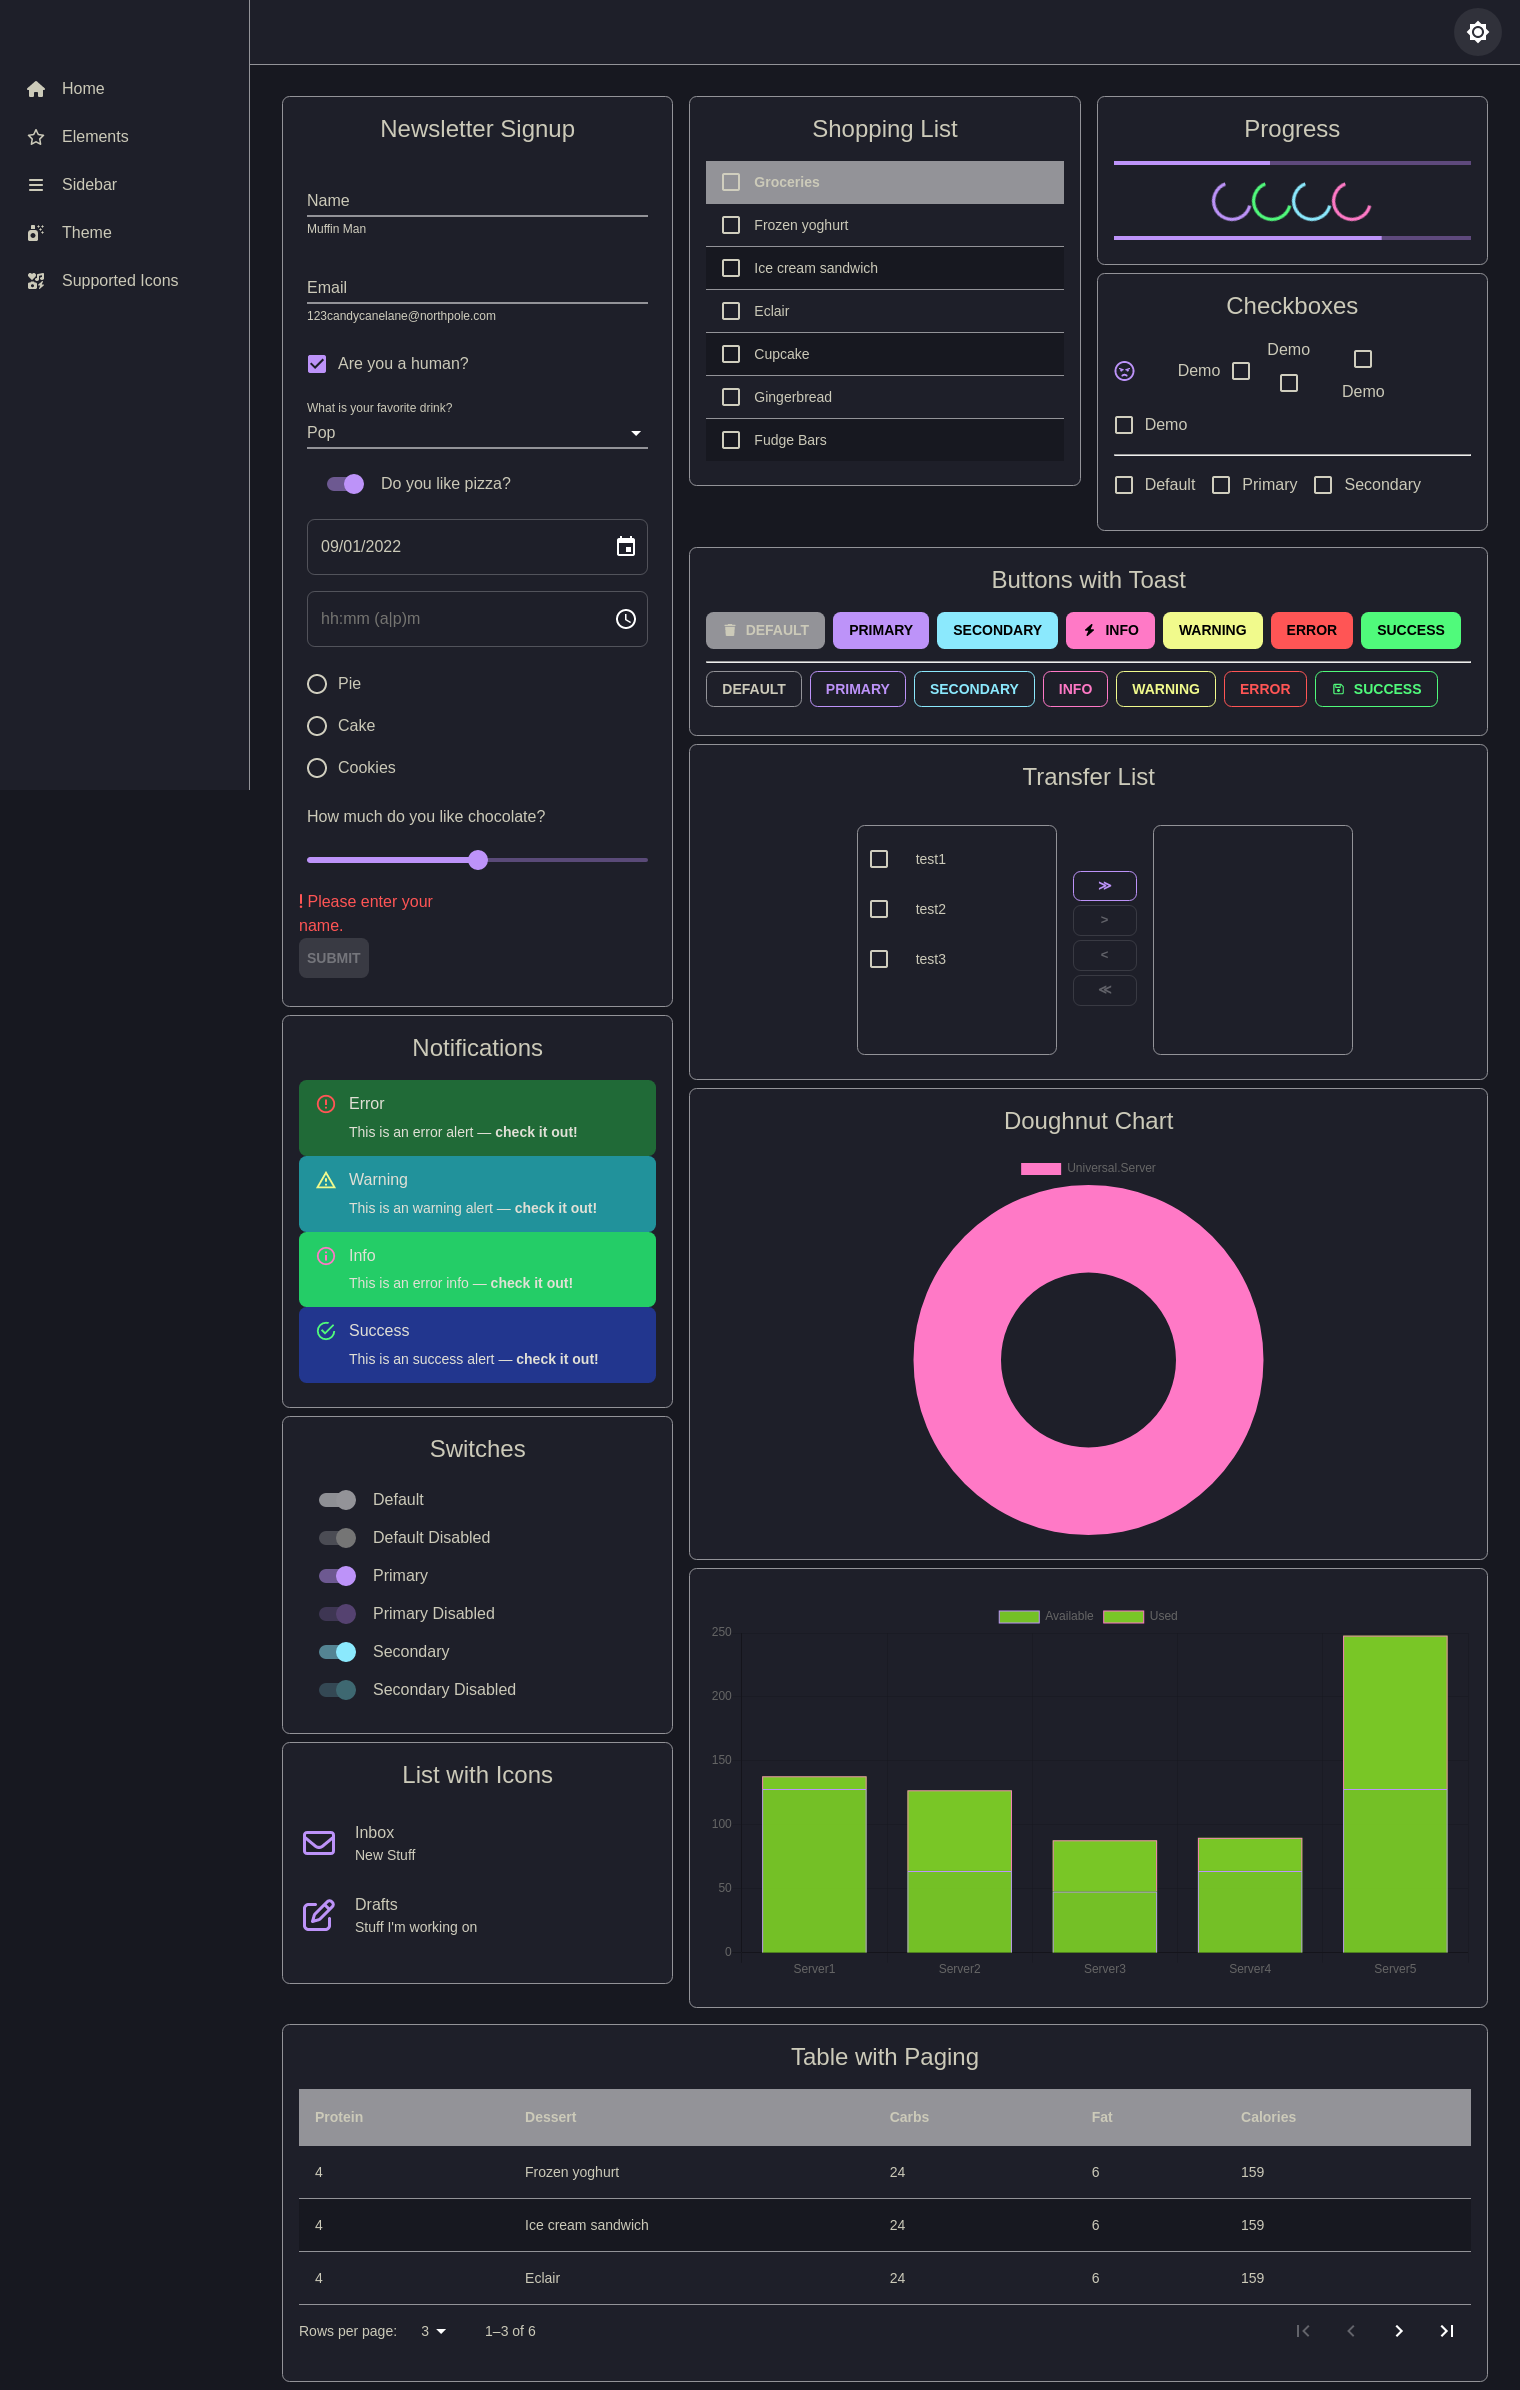 Home
Elements
Sidebar
Theme
Supported Icons
Newsletter Signup
Name
Muffin Man
Email
123candycanelane@northpole.com
Are you a human?
What is your favorite drink?
Pop
Do you like pizza?
09/01/2022
hh:mm (a|p)m
Pie
Cake
Cookies
How much do you like chocolate?
! Please enter your
name.
SUBMIT
Notifications
Error
This is an error alert — check it out!
Warning
This is an warning alert — check it out!
Info
This is an error info — check it out!
Success
This is an success alert — check it out!
Switches
Default
Default Disabled
Primary
Primary Disabled
Secondary
Secondary Disabled
List with Icons
Inbox
New Stuff
Drafts
Stuff I'm working on
Shopping List
Groceries
Frozen yoghurt
Ice cream sandwich
Eclair
Cupcake
Gingerbread
Fudge Bars
Progress
Checkboxes
Demo
Demo
Demo
Demo
Default Primary Secondary
Buttons with Toast
DEFAULT PRIMARY SECONDARY INFO WARNING ERROR SUCCESS
DEFAULT PRIMARY SECONDARY INFO WARNING ERROR SUCCESS
Transfer List
test1
test2
test3
≫
>
<
≪
Doughnut Chart
Universal.Server
Available Used
250
200
150
100
50
0
Server1 Server2 Server3 Server4 Server5
Table with Paging
Protein Dessert Carbs Fat Calories
4 Frozen yoghurt 24 6 159
4 Ice cream sandwich 24 6 159
4 Eclair 24 6 159
Rows per page: 3 1–3 of 6